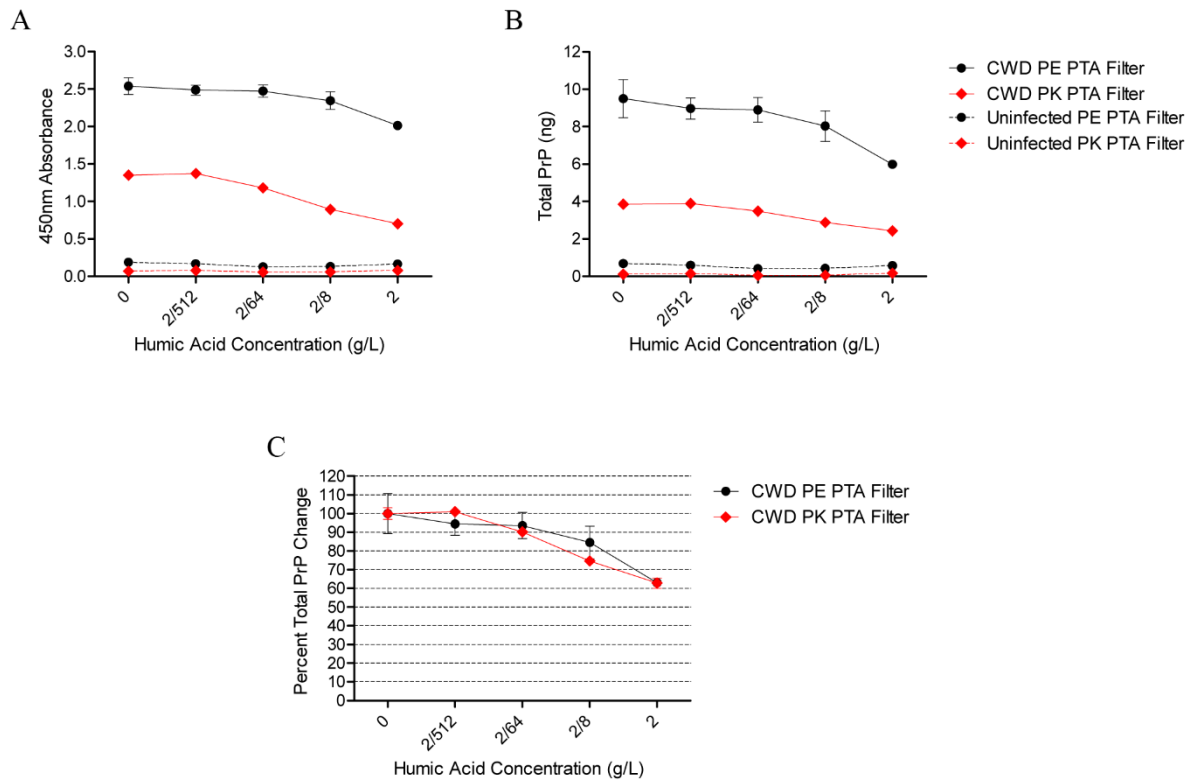 A
3.0
2.5
2.0
1.5
1.0
0.5
0.0
450nm Absorbance
0
2/512
2/64
2/8
2
Humic Acid Concentration (g/L)
B
12
10
8
6
4
2
0
Total PrP (ng)
0
2/512
2/64
2/8
2
Humic Acid Concentration (g/L)
CWD PE PTA Filter
CWD PK PTA Filter
Uninfected PE PTA Filter
Uninfected PK PTA Filter
C
120
110
100
90
80
70
60
50
40
30
20
10
0
Percent Total PrP Change
0
2/512
2/64
2/8
2
Humic Acid Concentration (g/L)
CWD PE PTA Filter
CWD PK PTA Filter